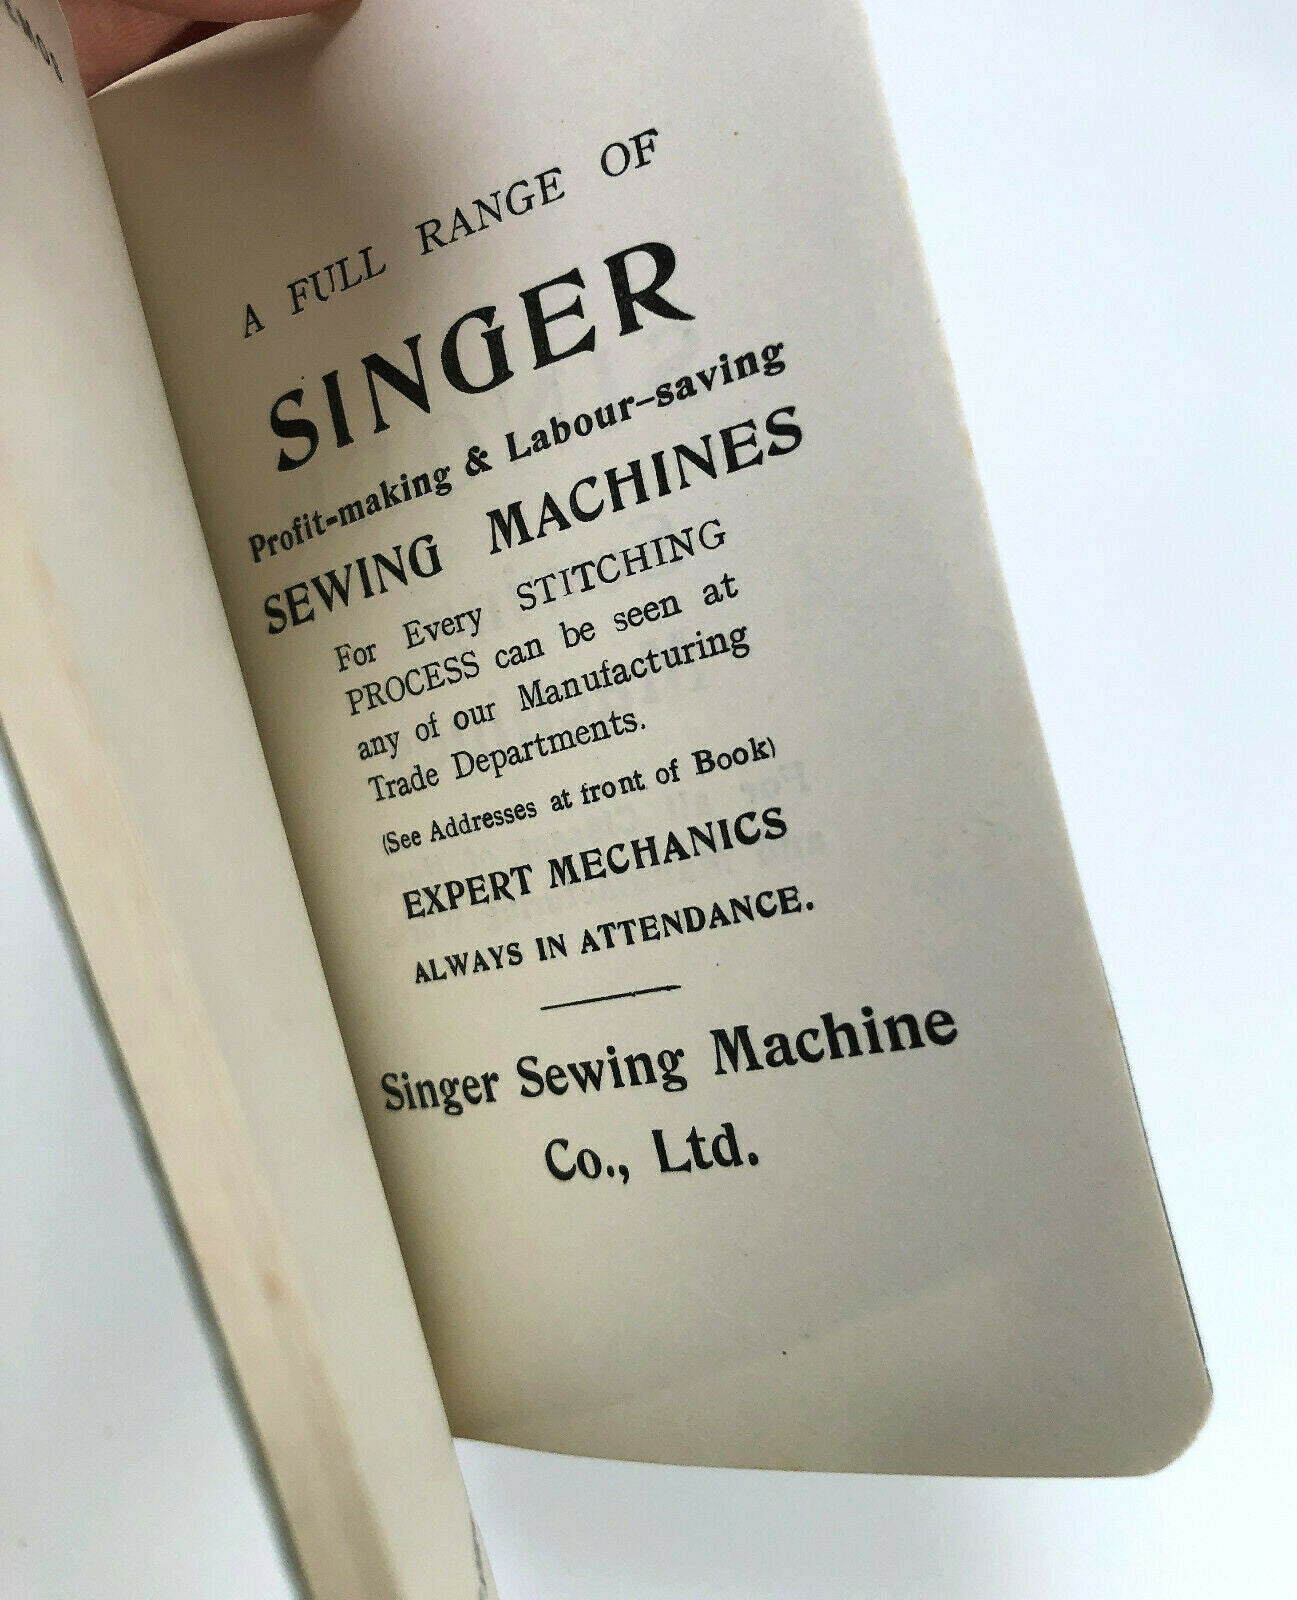 A FULL RANGE OF
SINGER
Profit-making & Labour-saving
SEWING MACHINES
For Every STITCHING
PROCESS can be seen at
any of our Manufacturing
Trade Departments.
(See Addresses at front of Book)
EXPERT MECHANICS
ALWAYS IN ATTENDANCE.
Singer Sewing Machine
Co., Ltd.